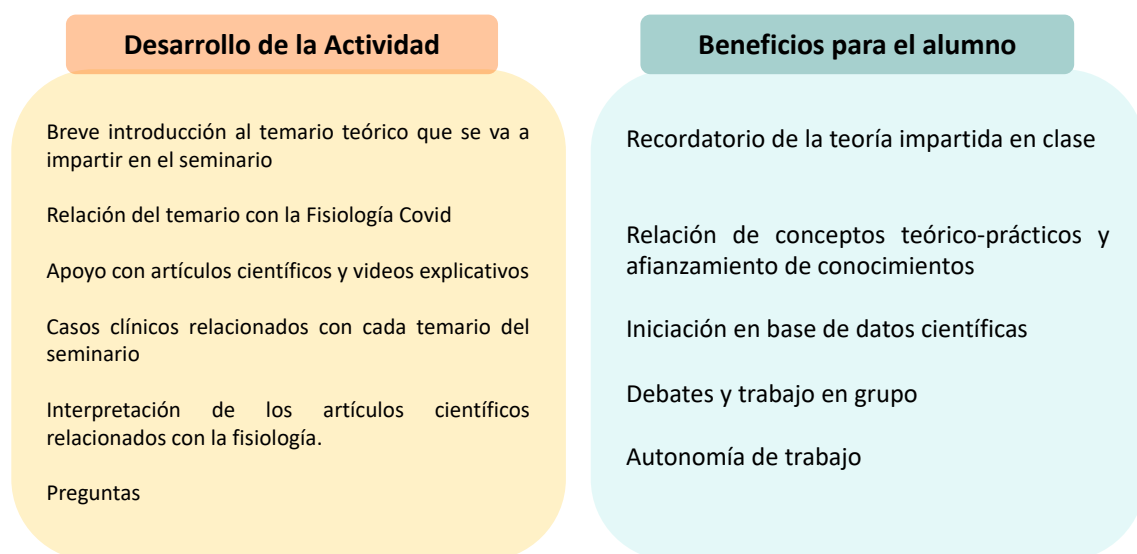 Desarrollo de la Actividad
Breve introducción al temario teórico que se va a
impartir en el seminario
Relación del temario con la Fisiología Covid
Apoyo con artículos científicos y videos explicativos
Casos clínicos relacionados con cada temario del
seminario
Interpretación de los artículos científicos
relacionados con la fisiología.
Preguntas
Beneficios para el alumno
Recordatorio de la teoría impartida en clase
Relación de conceptos teórico-prácticos y
afianzamiento de conocimientos
Iniciación en base de datos científicas
Debates y trabajo en grupo
Autonomía de trabajo